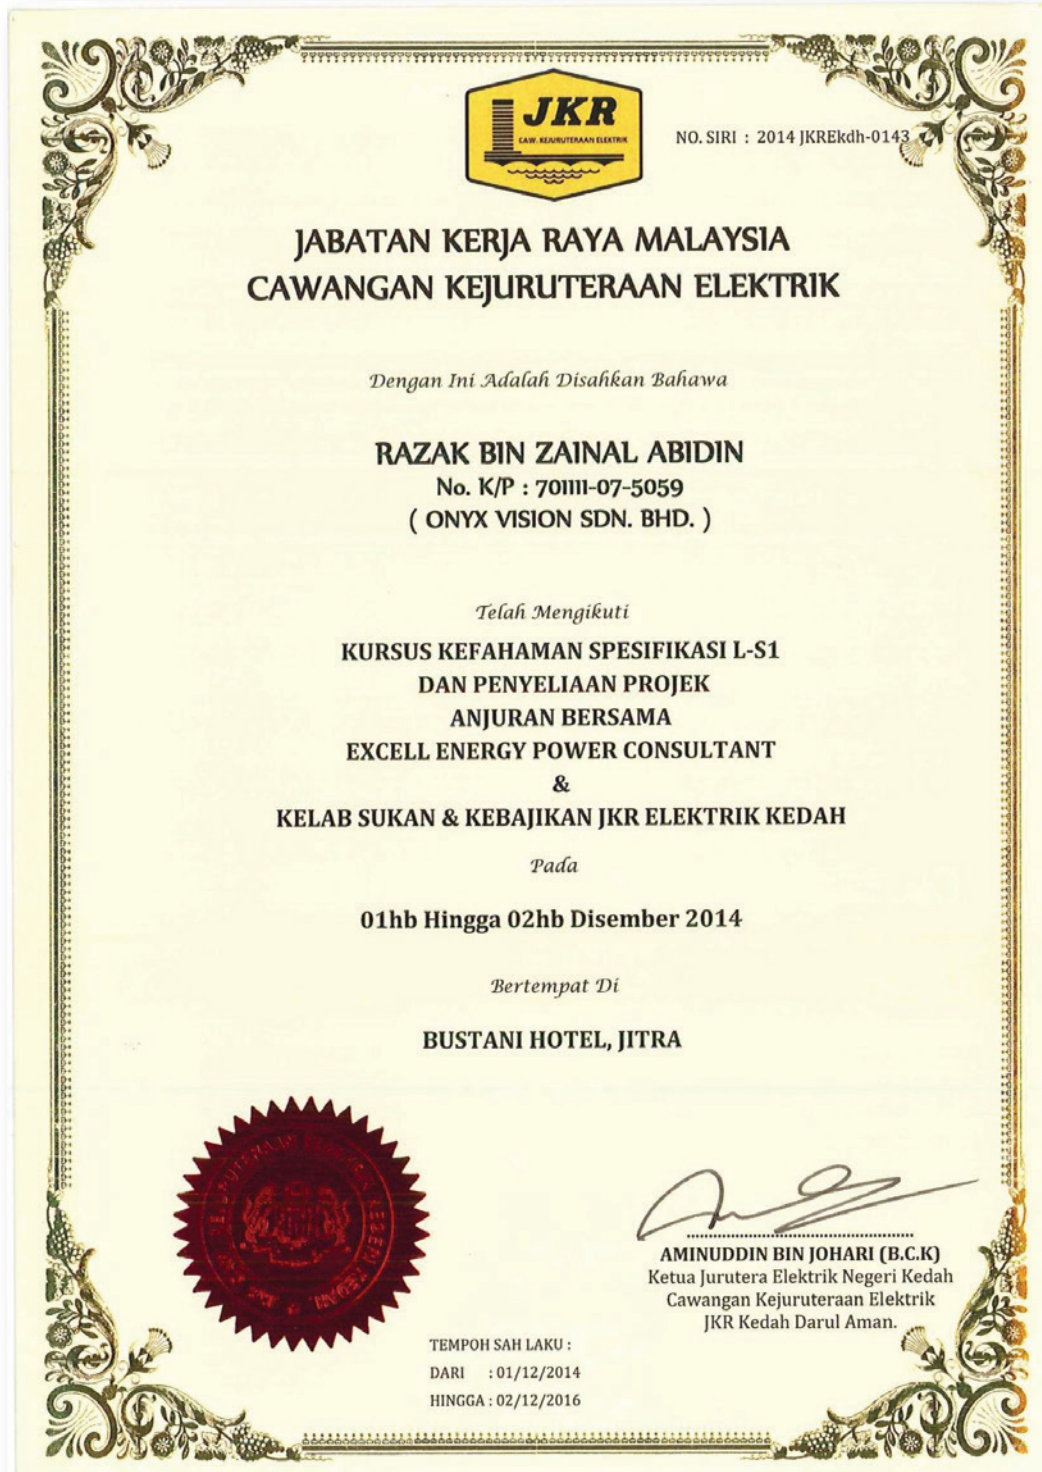 JKR
CAW. KEJURUTERAAN ELEKTRIK
NO. SIRI : 2014 JKREkdh-0143
JABATAN KERJA RAYA MALAYSIA
CAWANGAN KEJURUTERAAN ELEKTRIK
Dengan Ini Adalah Disahkan Bahawa
RAZAK BIN ZAINAL ABIDIN
No. K/P : 701111-07-5059
( ONYX VISION SDN. BHD. )
Telah Mengikuti
KURSUS KEFAHAMAN SPESIFIKASI L-S1
DAN PENYELIAAN PROJEK
ANJURAN BERSAMA
EXCELL ENERGY POWER CONSULTANT
&
KELAB SUKAN & KEBAJIKAN JKR ELEKTRIK KEDAH
Pada
01hb Hingga 02hb Disember 2014
Bertempat Di
BUSTANI HOTEL, JITRA
AMINUDDIN BIN JOHARI (B.C.K)
Ketua Jurutera Elektrik Negeri Kedah
Cawangan Kejuruteraan Elektrik
JKR Kedah Darul Aman.
TEMPOH SAH LAKU :
DARI : 01/12/2014
HINGGA : 02/12/2016